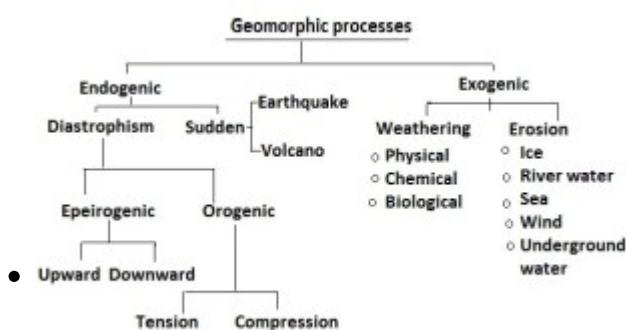 Geomorphic processes
Endogenic
Exogenic
Diastrophism
Sudden
Earthquake
Volcano
Weathering
Physical
Chemical
Biological
Erosion
Ice
River water
Sea
Wind
Underground
water
Epeirogenic
Orogenic
Upward
Downward
Tension
Compression